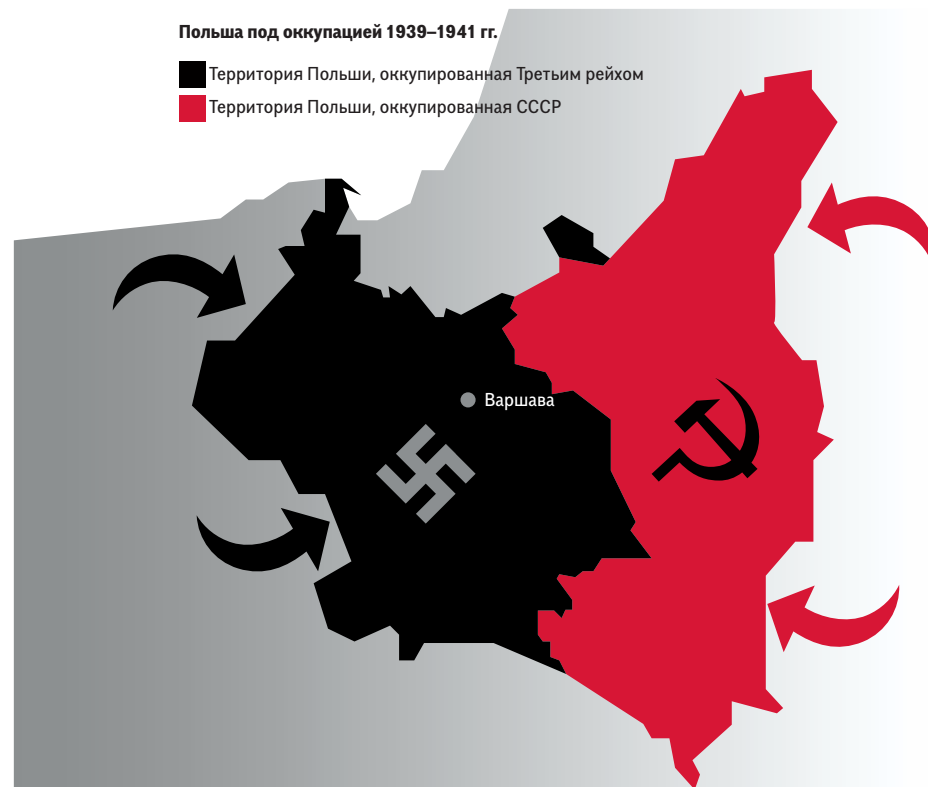 Польша под оккупацией 1939–1941 гг.
Территория Польши, оккупированная Третьим рейхом
Территория Польши, оккупированная СССР
Варшава